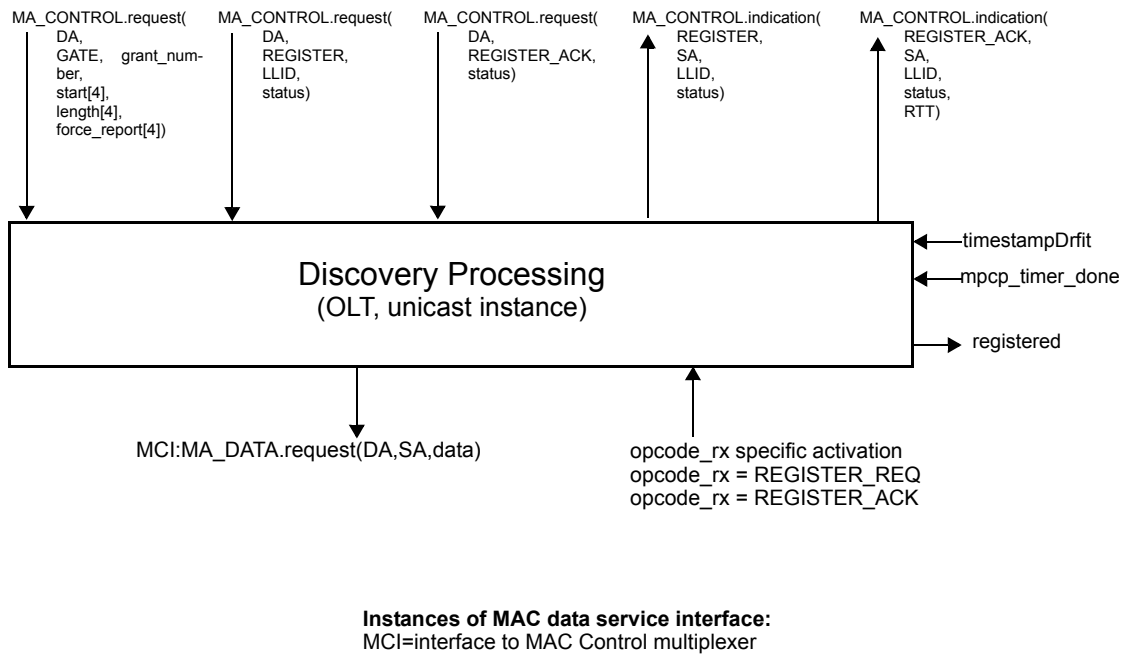 MA_CONTROL.request(
DA,
GATE, grant_num-
ber,
start[4],
length[4],
force_report[4])
MA_CONTROL.request(
DA,
REGISTER,
LLID,
status)
MA_CONTROL.request(
DA,
REGISTER_ACK,
status)
MA_CONTROL.indication(
REGISTER,
SA,
LLID,
status)
MA_CONTROL.indication(
REGISTER_ACK,
SA,
LLID,
status,
RTT)
Discovery Processing
(OLT, unicast instance)
timestampDrfit
mpcp_timer_done
registered
MCI:MA_DATA.request(DA,SA,data)
opcode_rx specific activation
opcode_rx = REGISTER_REQ
opcode_rx = REGISTER_ACK
Instances of MAC data service interface:
MCI=interface to MAC Control multiplexer